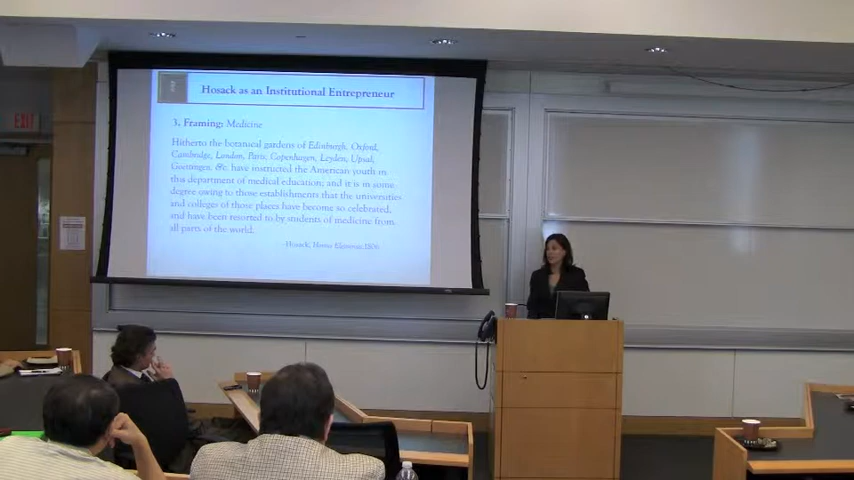 EXIT
Hosack as an Institutional Entrepreneur
3. Framing: Medicine
Hitherto the botanical gardens of Edinburgh, Oxford,
Cambridge, London, Paris, Copenhagen, Leyden, Upsal,
Goettingen, &c. have instructed the American youth in
this department of medical education; and it is in some
degree owing to those establishments that the universities
and colleges of those places have become so celebrated,
and have been resorted to by students of medicine from
all parts of the world.
- Hosack, Hortus Elginensis 1806